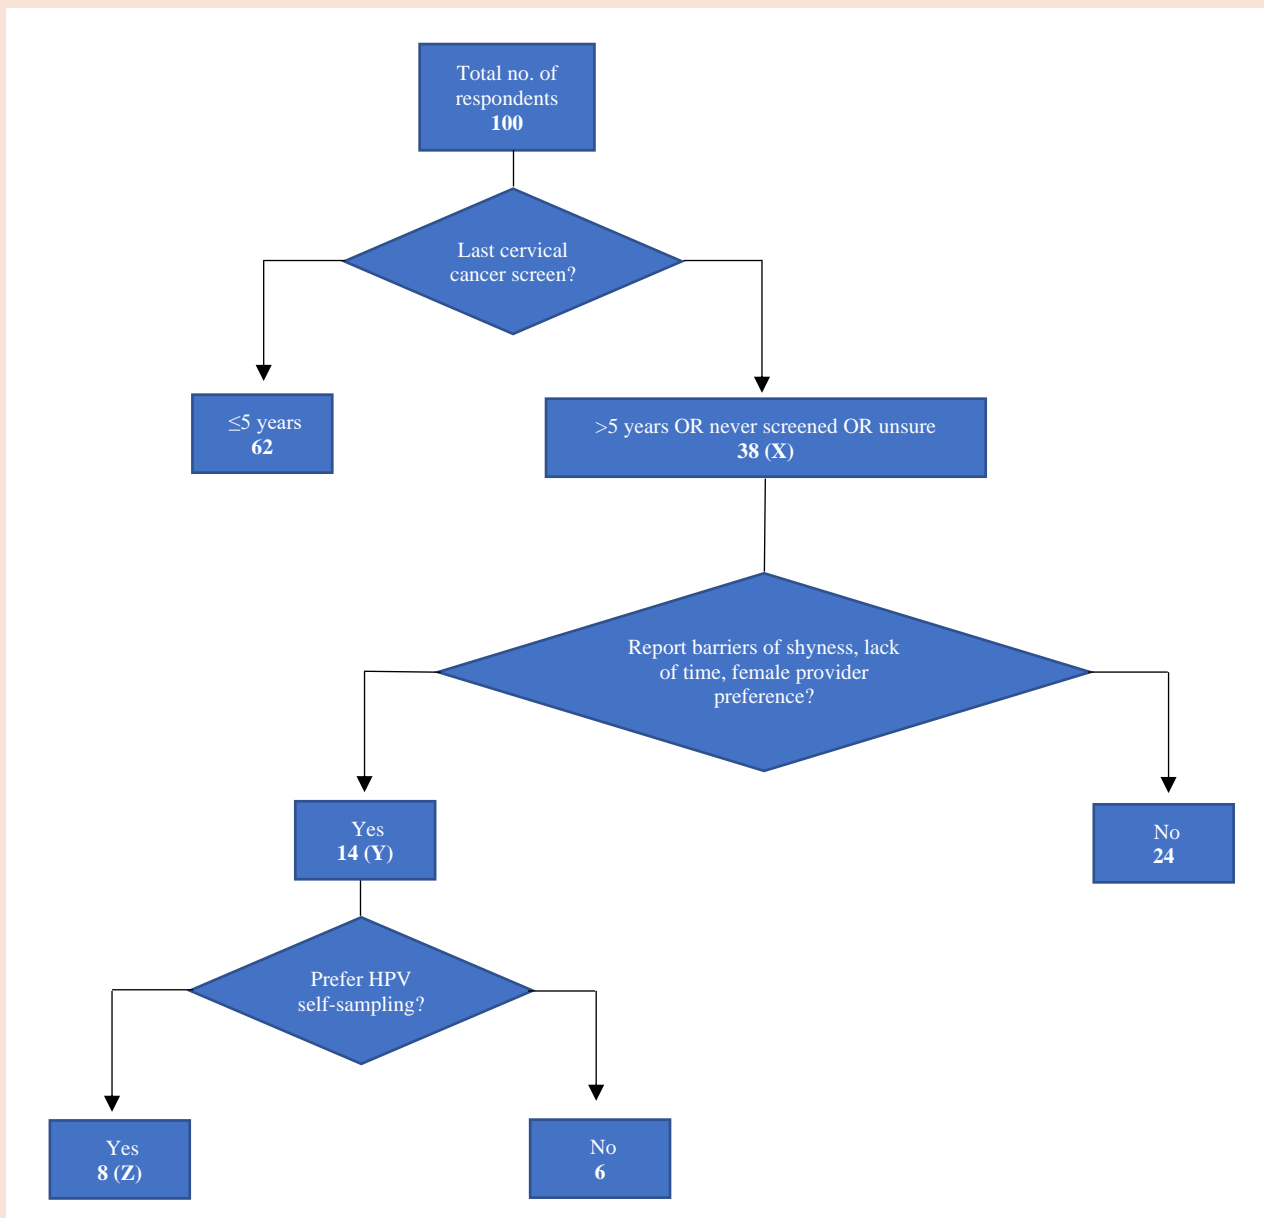 Total no. of
respondents
100
Last cervical
cancer screen?
≤5 years
62
>5 years OR never screened OR unsure
38 (X)
Report barriers of shyness, lack
of time, female provider
preference?
Yes
14 (Y)
No
24
Prefer HPV
self-sampling?
Yes
8 (Z)
No
6